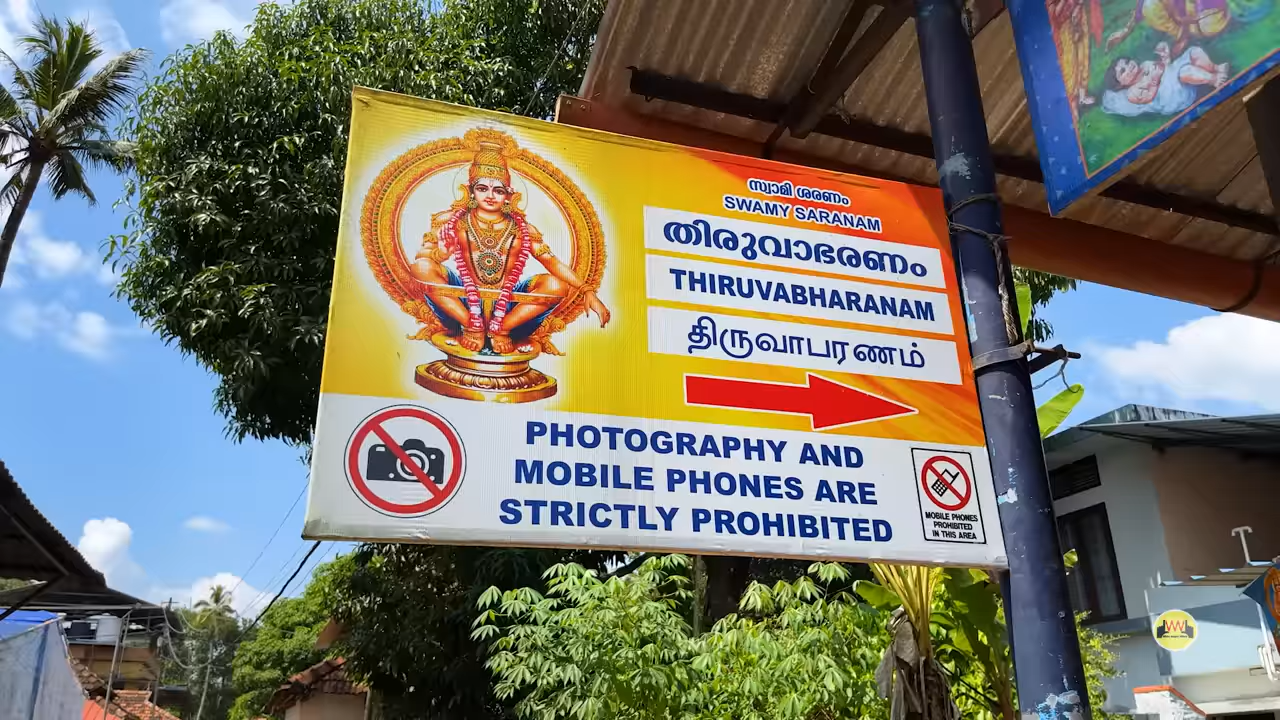 സ്വാമി ശരണം
SWAMY SARANAM
തിരുവാഭരണം
THIRUVABHARANAM
திருவாபரணம்
PHOTOGRAPHY AND
MOBILE PHONES ARE
STRICTLY PROHIBITED
MOBILE PHONES
PROHIBITED
IN THIS AREA